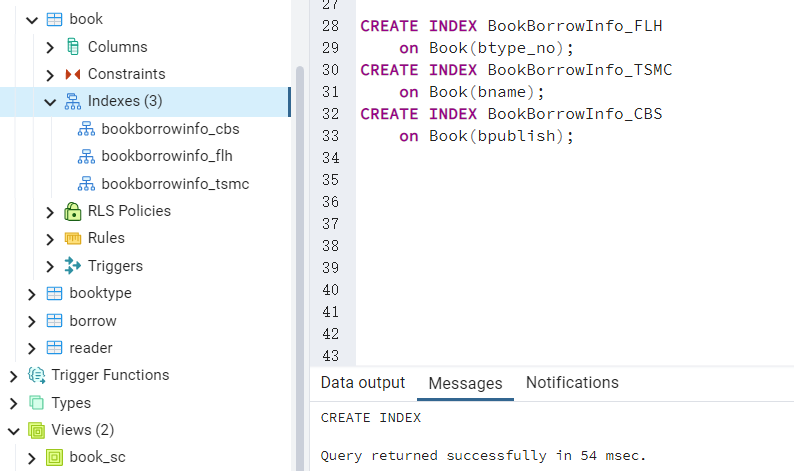 book
Columns
Constraints
Indexes (3)
bookborrowinfo_cbs
bookborrowinfo_flh
bookborrowinfo_tsmc
RLS Policies
Rules
Triggers
booktype
borrow
reader
Trigger Functions
Types
Views (2)
book_sc
27
28 CREATE INDEX BookBorrowInfo_FLH
29 on Book(btype_no);
30 CREATE INDEX BookBorrowInfo_TSMC
31 on Book(bname);
32 CREATE INDEX BookBorrowInfo_CBS
33 on Book(bpublish);
34
35
36
37
38
39
40
41
42
43
Data output Messages Notifications
CREATE INDEX
Query returned successfully in 54 msec.